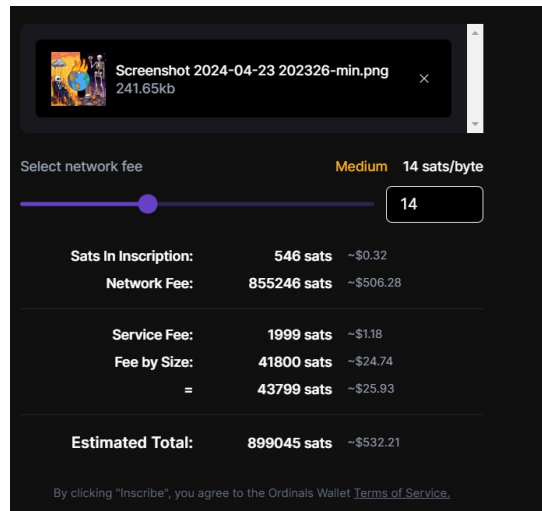 Screenshot 2024-04-23 202326-min.png
241.65kb
Select network fee Medium 14 sats/byte
14
Sats In Inscription: 546 sats ~$0.32
Network Fee: 855246 sats ~$506.28
Service Fee: 1999 sats ~$1.18
Fee by Size: 41800 sats ~$24.74
= 43799 sats ~$25.93
Estimated Total: 899045 sats ~$532.21
By clicking "Inscribe", you agree to the Ordinals Wallet Terms of Service.